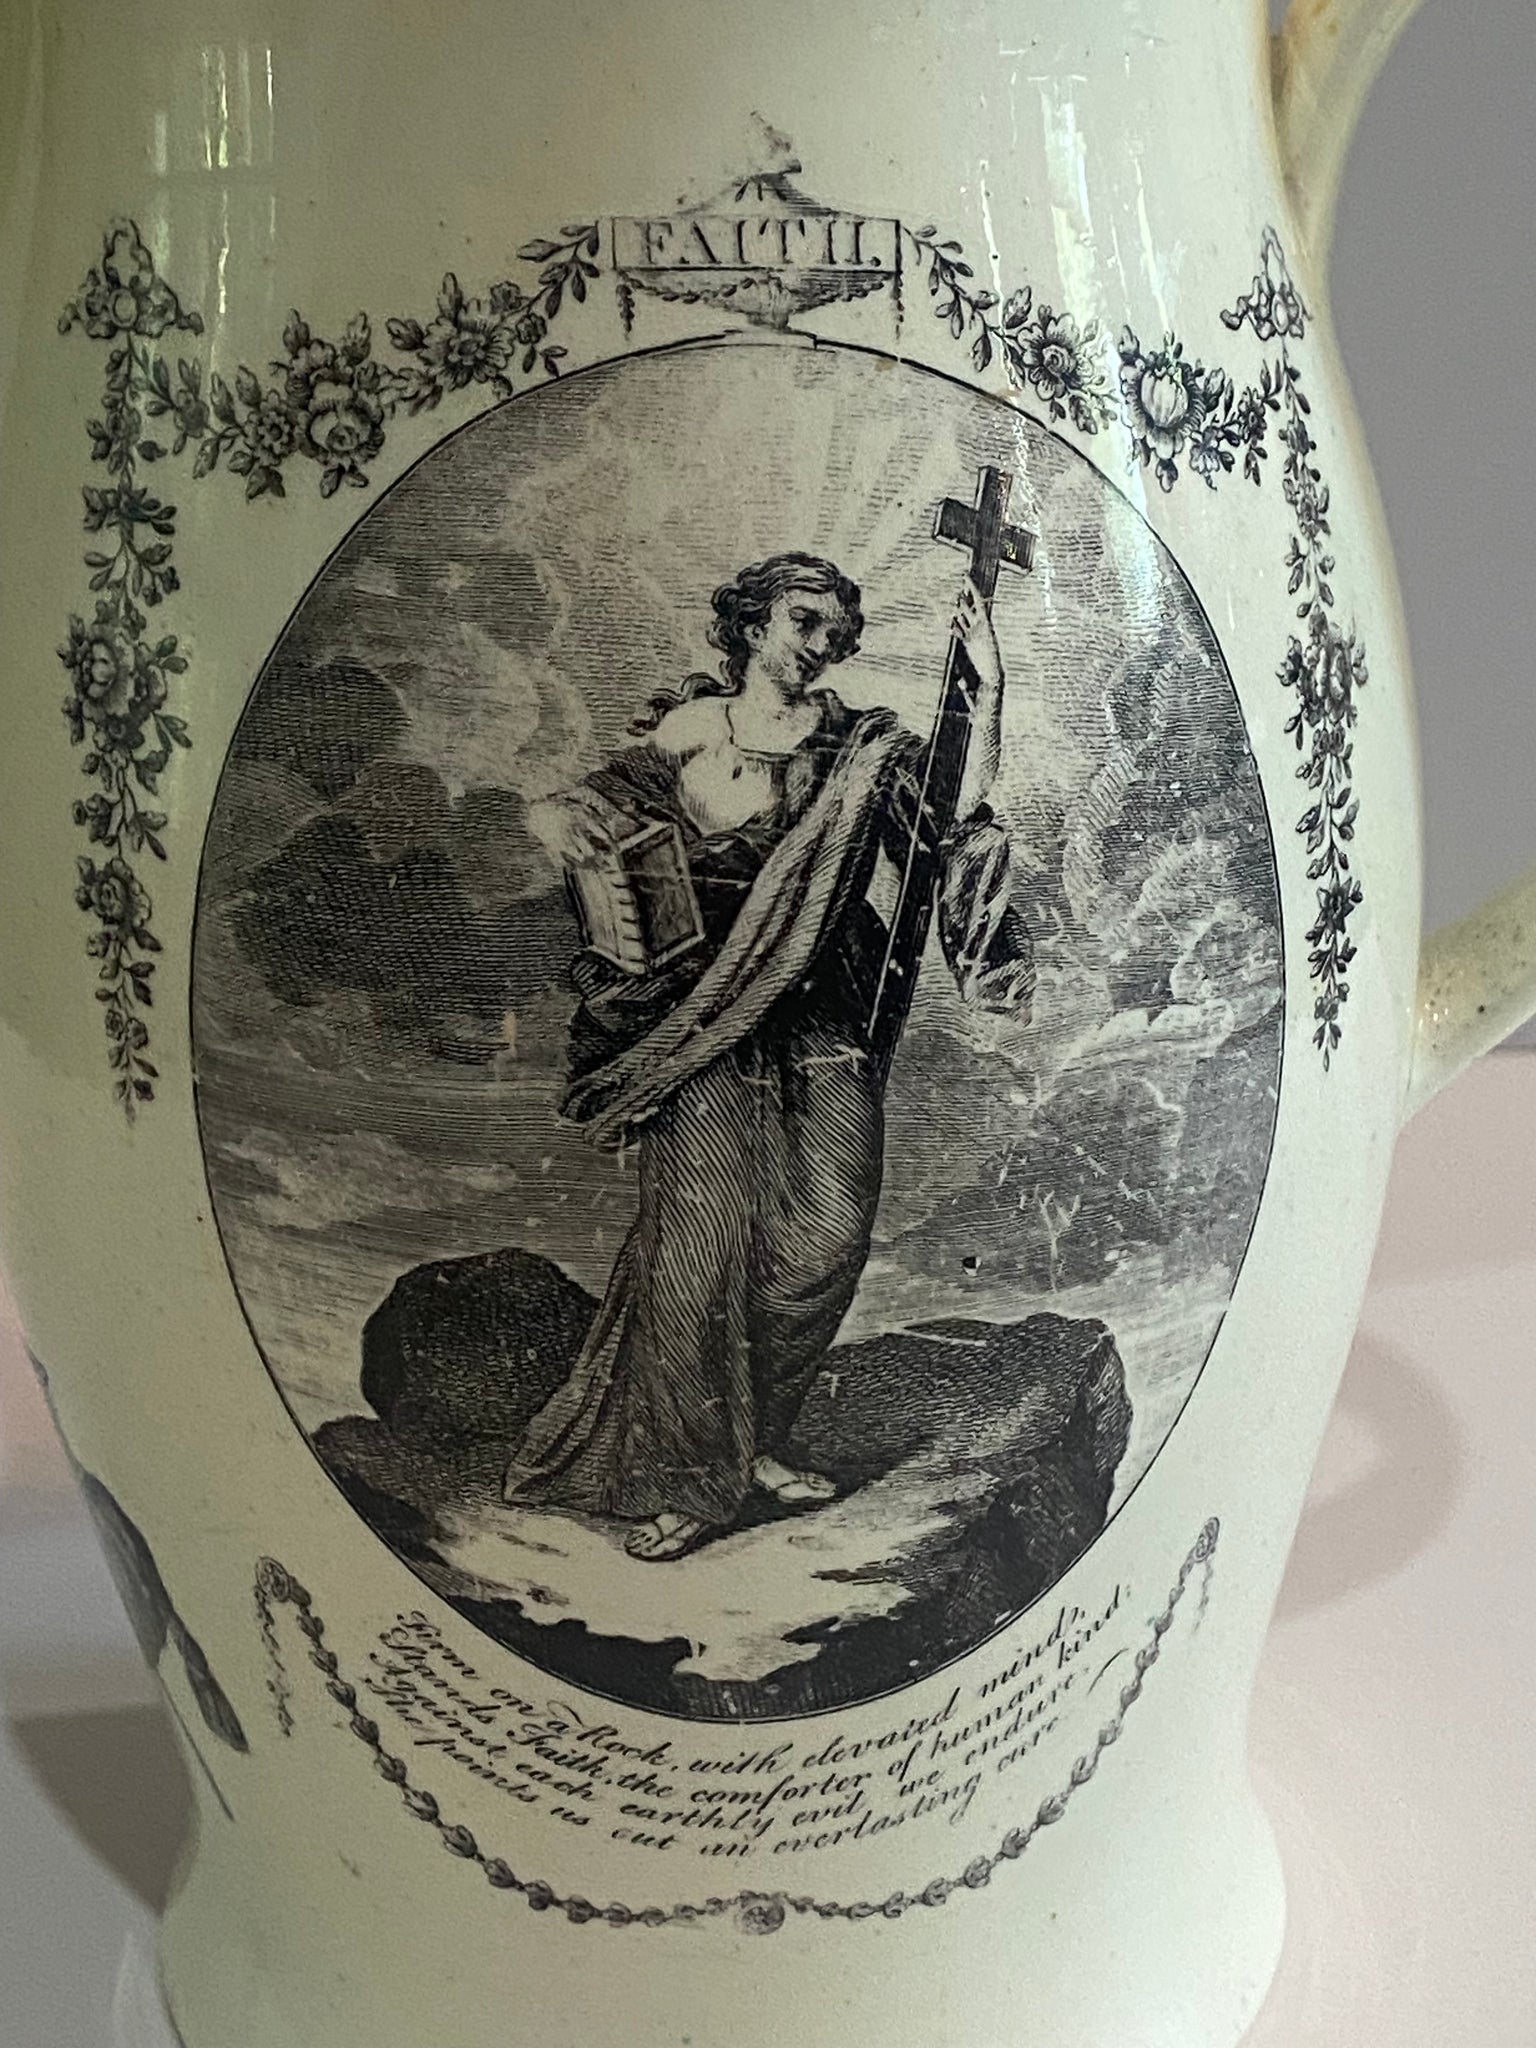 FAITH.
Firm on a Rock, with elevated mind,
Stands Faith, the comforter of human kind:
Against each earthly evil we endure
She points us out an everlasting cure